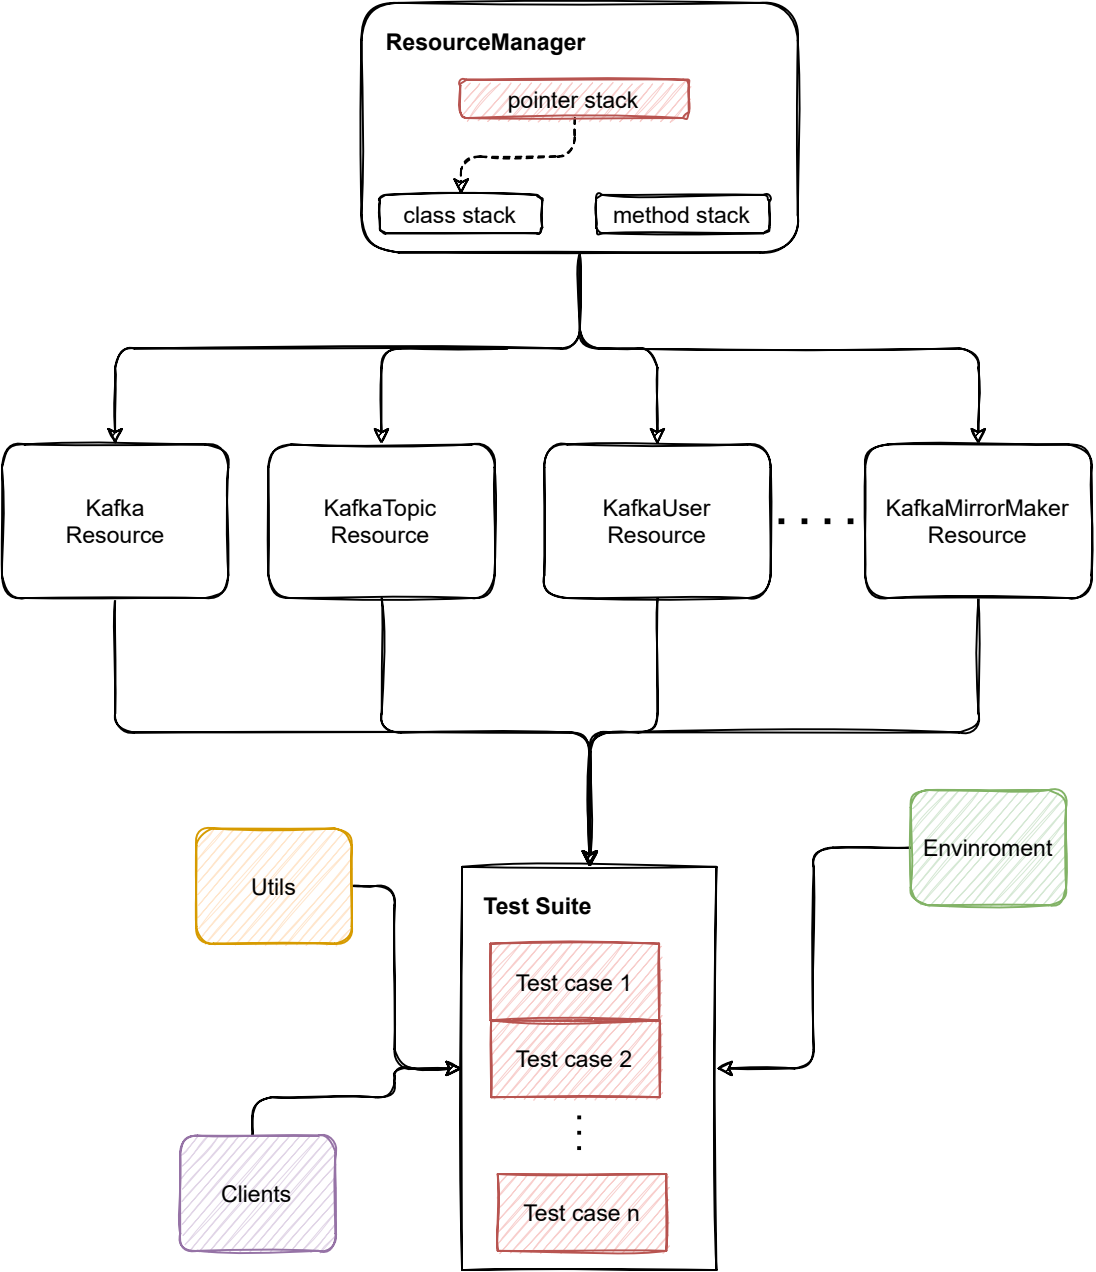 ResourceManager
pointer stack
class stack
method stack
Kafka
Resource
KafkaTopic
Resource
KafkaUser
Resource
. . . .
KafkaMirrorMaker
Resource
Utils
Envinroment
Test Suite
Test case 1
Test case 2
Clients
Test case n